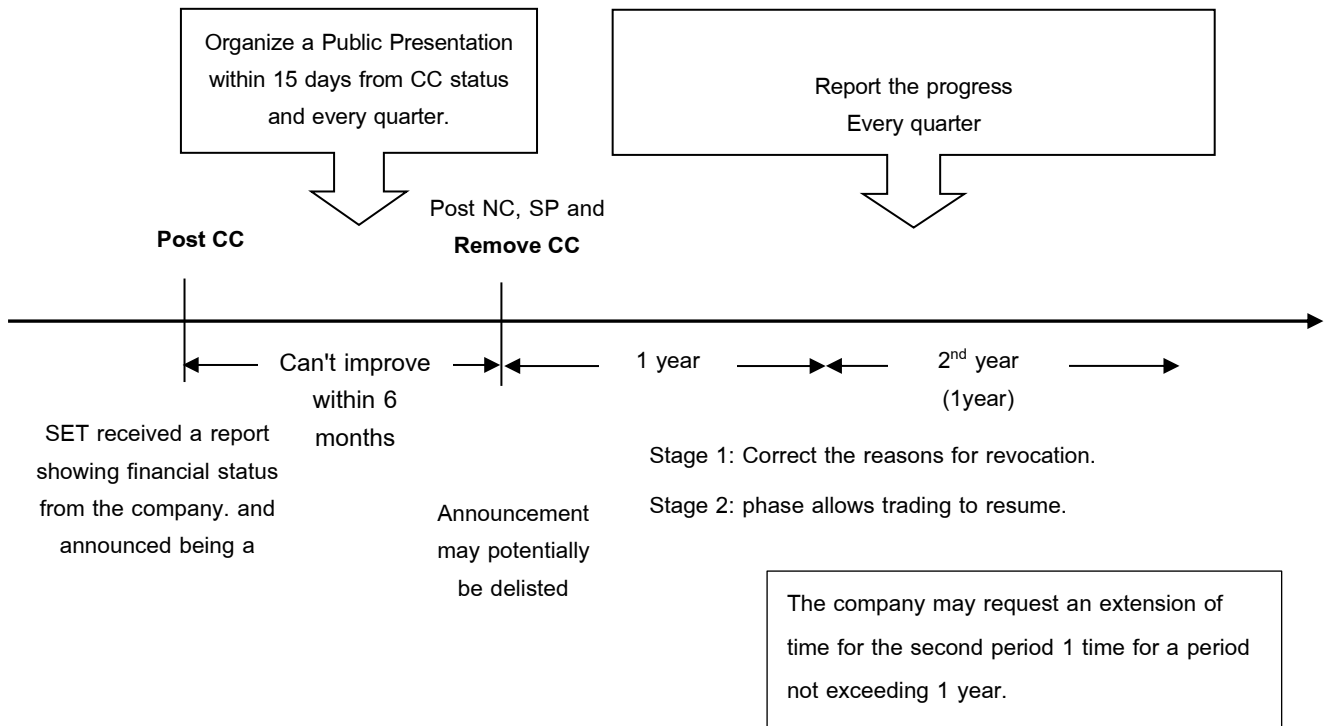 Organize a Public Presentation
within 15 days from CC status
and every quarter.
Report the progress
Every quarter
Post CC
Post NC, SP and
Remove CC
Can't improve
within 6
months
1 year
2nd year
(1year)
SET received a report
showing financial status
from the company. and
announced being a
Announcement
may potentially
be delisted
Stage 1: Correct the reasons for revocation.
Stage 2: phase allows trading to resume.
The company may request an extension of
time for the second period 1 time for a period
not exceeding 1 year.